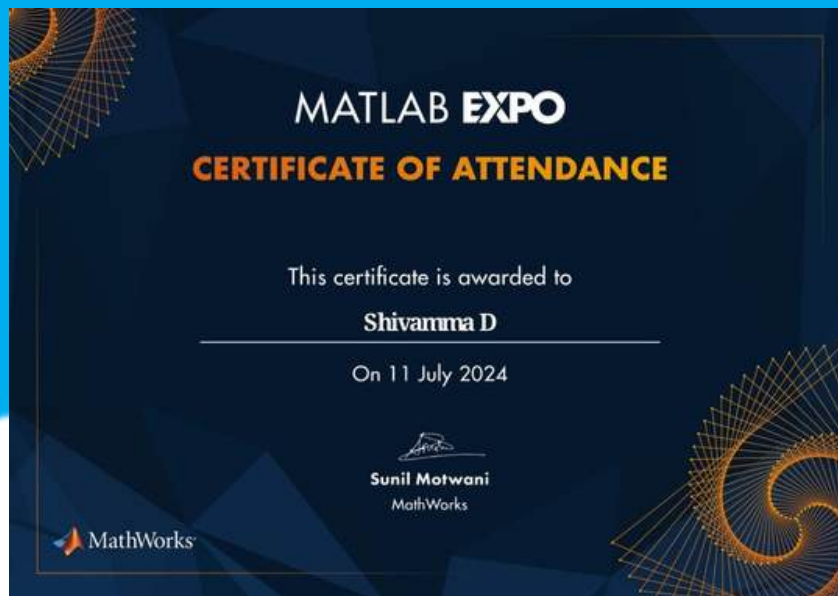 MATLAB EXPO
CERTIFICATE OF ATTENDANCE
This certificate is awarded to
Shivamma D
On 11 July 2024
Sunil Motwani
MathWorks
MathWorks